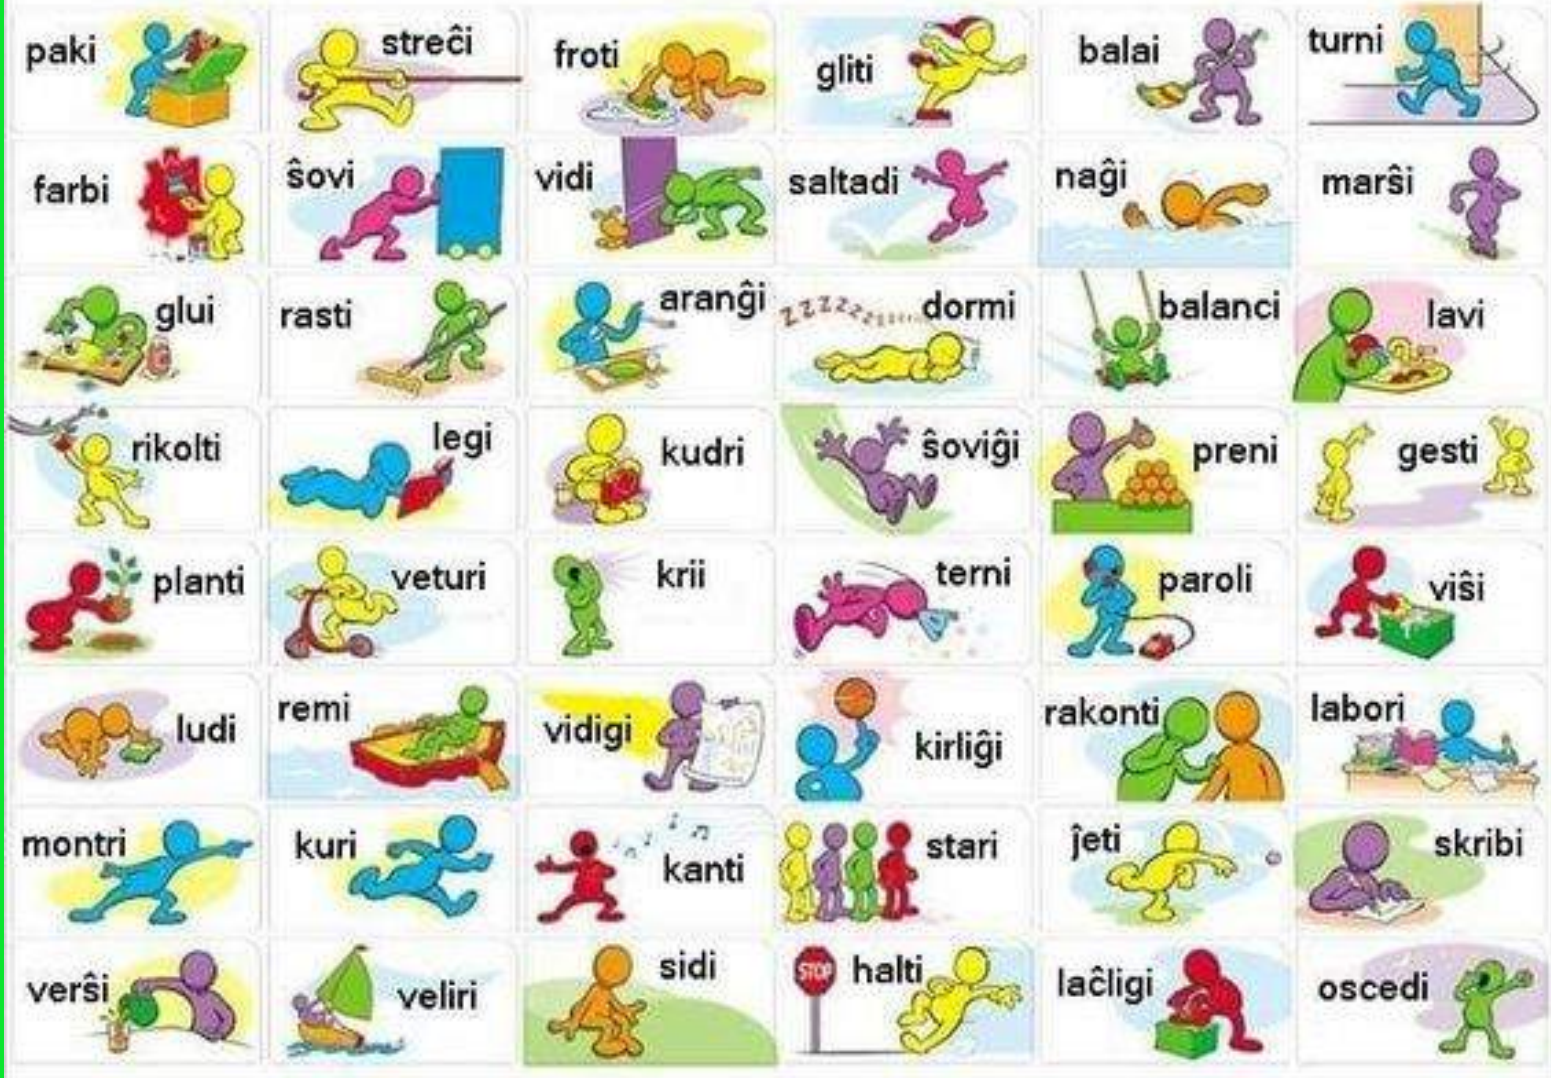 paki
streĉi
froti
gliti
balai
turni
farbi
ŝovi
vidi
saltadi
naĝi
marŝi
glui
rasti
aranĝi
zzzzzzzzzzz
dormi
balanci
lavi
rikolti
legi
kudri
ŝoviĝi
preni
gesti
planti
veturi
krii
terni
paroli
viŝi
ludi
remi
vidigi
kirliĝi
rakonti
labori
montri
kuri
kanti
stari
ĵeti
skribi
verŝi
veliri
sidi
STOP
halti
laĉligi
oscedi